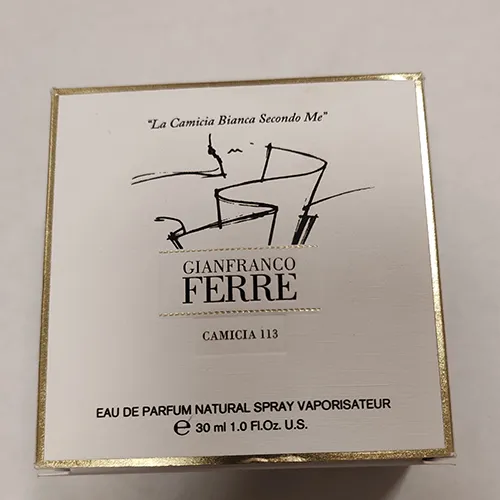 "La Camicia Bianca Secondo Me"
GIANFRANCO
FERRE
CAMICIA 113
EAU DE PARFUM NATURAL SPRAY VAPORISATEUR
℮ 30 ml 1.0 Fl.Oz. U.S.